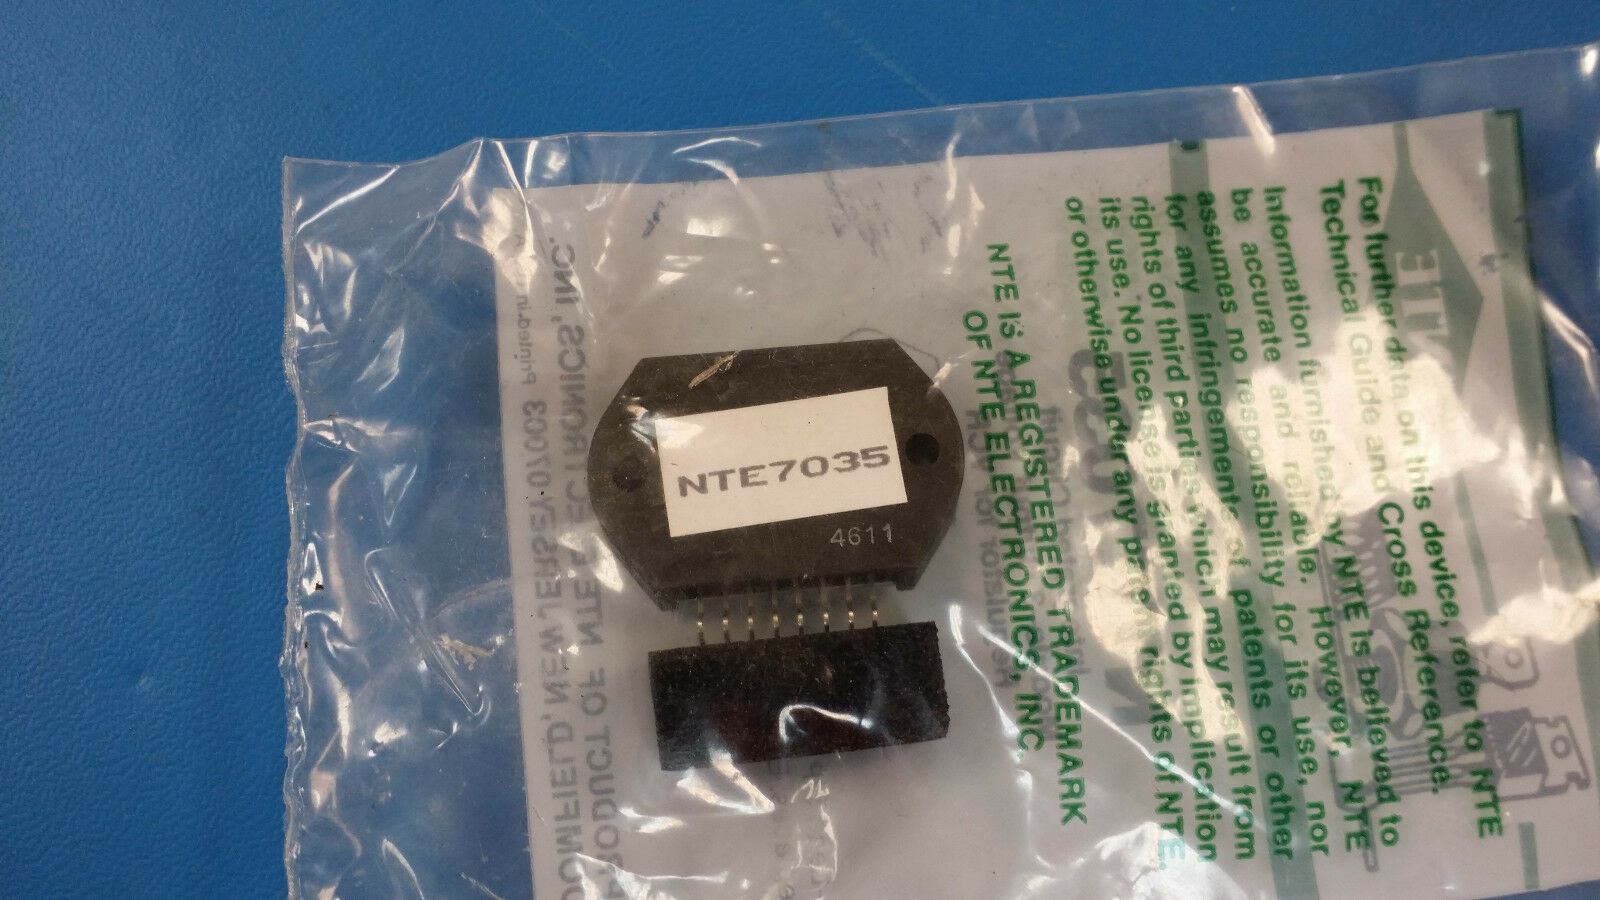 NTE7035
4611
For further data on this device, refer to NTE
Technical Guide and Cross Reference.
Information furnished by NTE is believed to
be accurate and reliable. However, NTE
assumes no responsibility for its use, nor
for any infringements of patents or other
rights of third parties which may result from
its use. No license is granted by implication
or otherwise under any patent rights of NTE.
NTE IS A REGISTERED TRADEMARK
OF NTE ELECTRONICS, INC.
PRODUCT OF NTE ELECTRONICS, INC.
OOMFIELD, NEW JERSEY 07003 Printed in
NTE